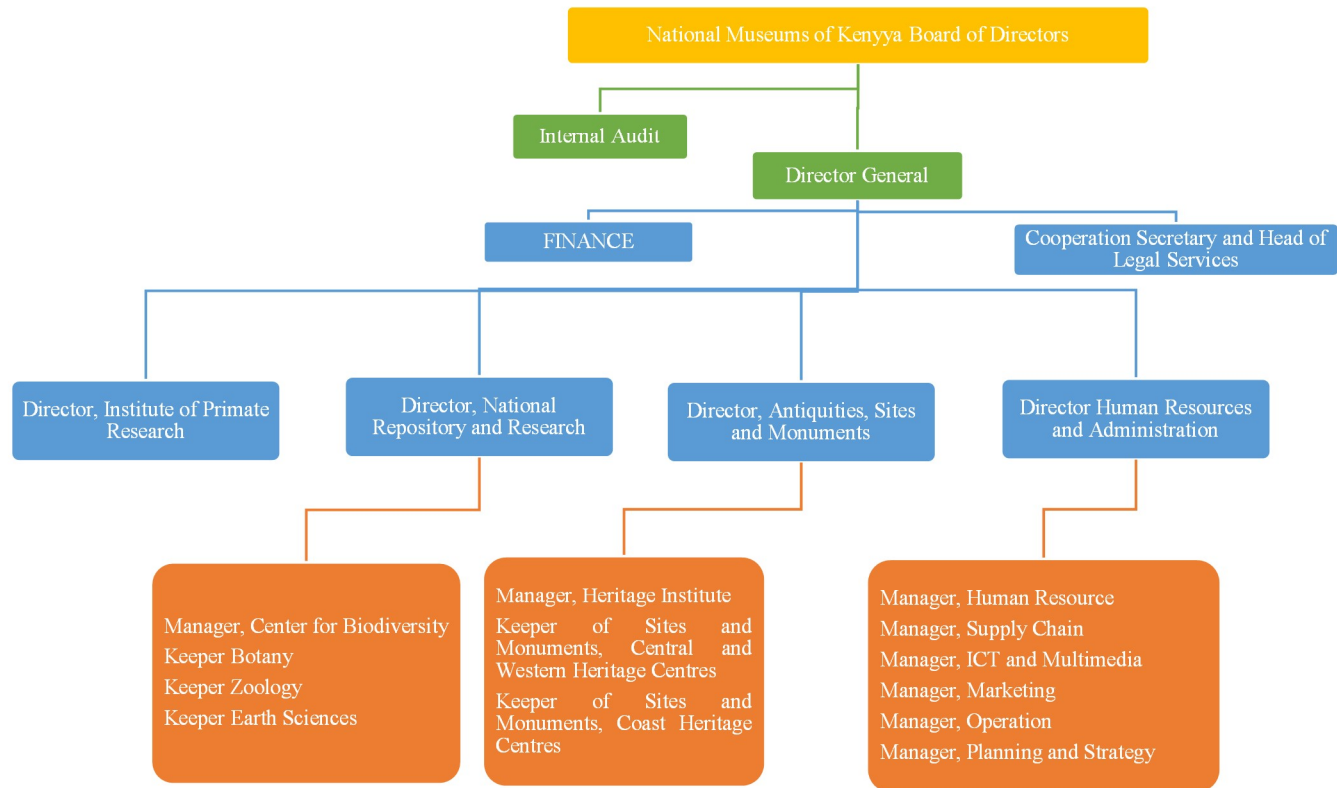 National Museums of Kenyya Board of Directors
Internal Audit
Director General
FINANCE
Cooperation Secretary and Head of
Legal Services
Director, Institute of Primate
Research
Director, National
Repository and Research
Director, Antiquities, Sites
and Monuments
Director Human Resources
and Administration
Manager, Center for Biodiversity
Keeper Botany
Keeper Zoology
Keeper Earth Sciences
Manager, Heritage Institute
Keeper of Sites and
Monuments, Central and
Western Heritage Centres
Keeper of Sites and
Monuments, Coast Heritage
Centres
Manager, Human Resource
Manager, Supply Chain
Manager, ICT and Multimedia
Manager, Marketing
Manager, Operation
Manager, Planning and Strategy